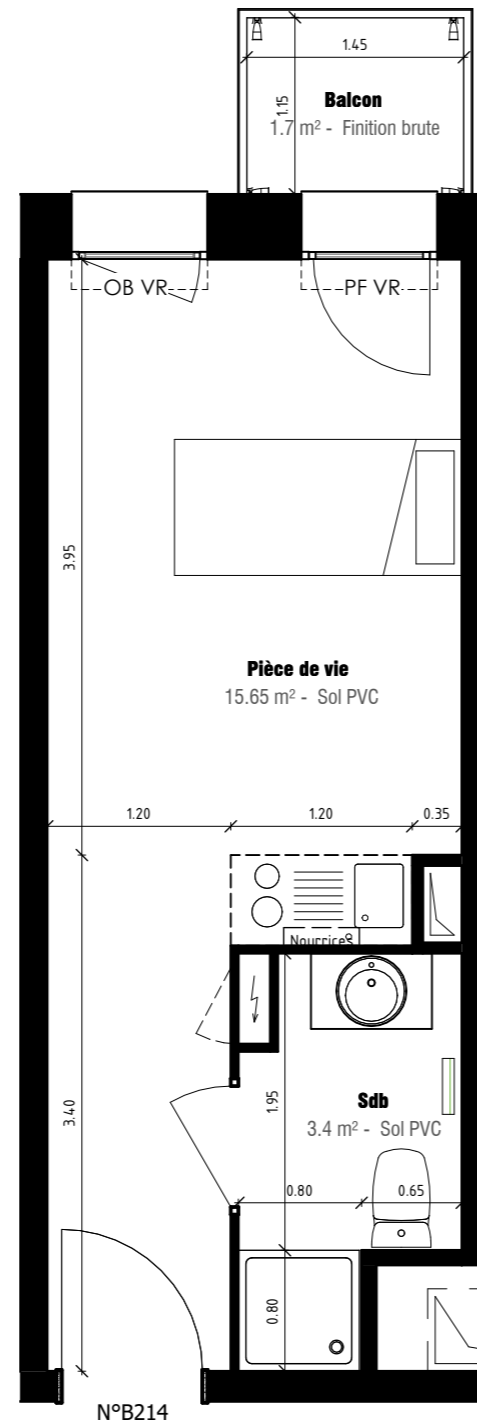 1.45
1.15
Balcon
1.7 m² - Finition brute
OB VR
PF VR
3.95
Pièce de vie
15.65 m² - Sol PVC
1.20
1.20
0.35
Nourrices
3.40
1.95
Sdb
3.4 m² - Sol PVC
0.80
0.65
0.80
N°B214